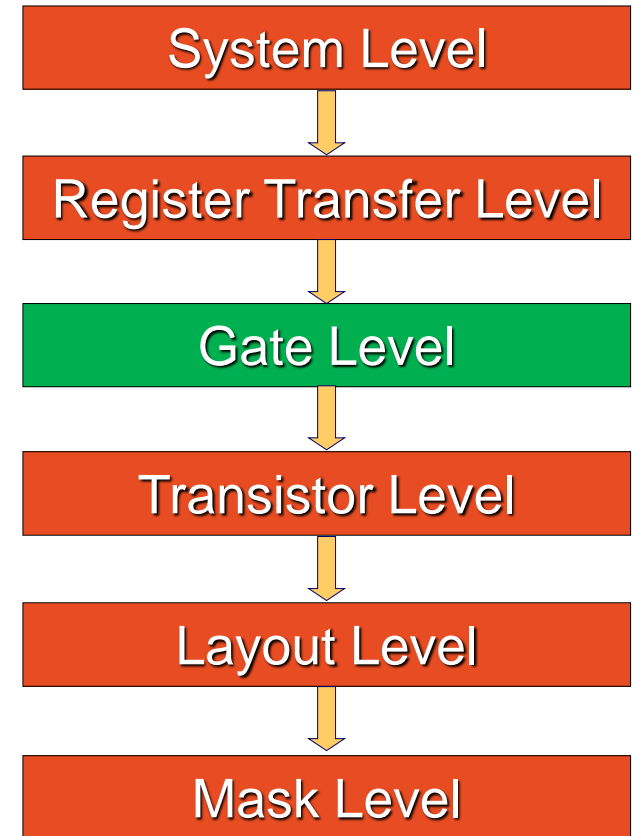 System Level
Register Transfer Level
Gate Level
Transistor Level
Layout Level
Mask Level